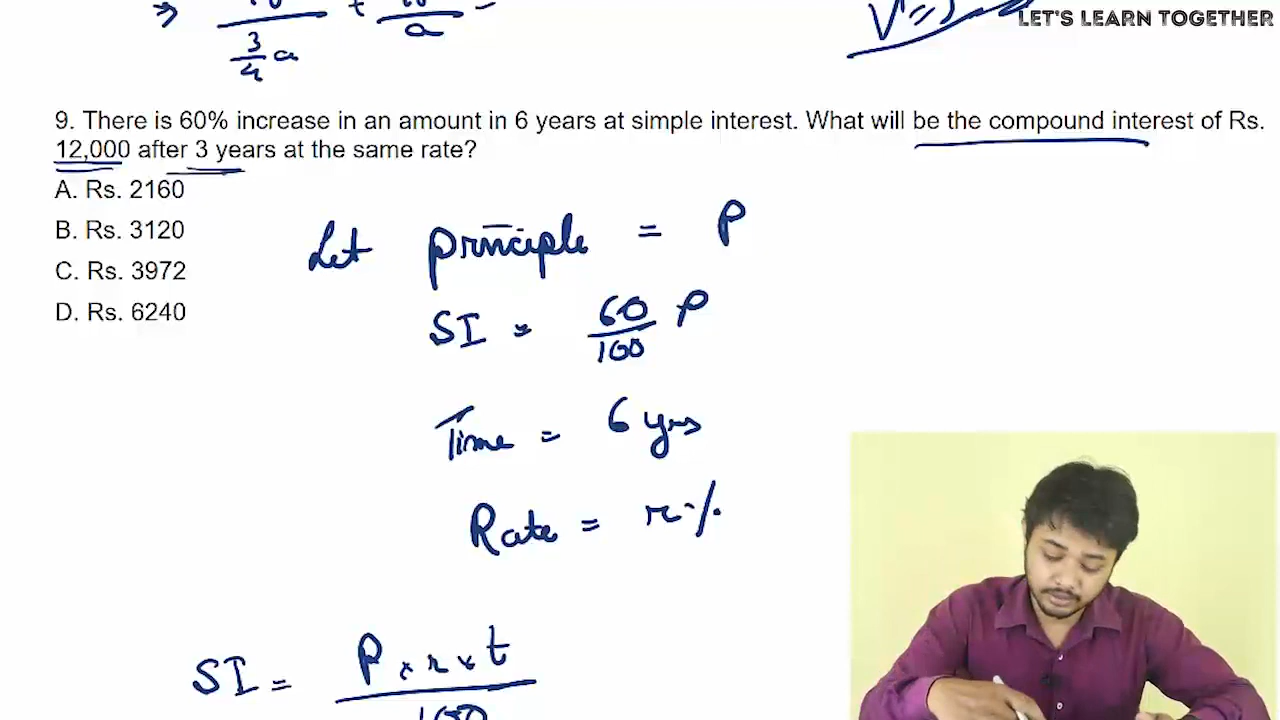 LET'S LEARN TOGETHER
3/4 a
a
9. There is 60% increase in an amount in 6 years at simple interest. What will be the compound interest of Rs.
12,000 after 3 years at the same rate?
A. Rs. 2160
B. Rs. 3120
C. Rs. 3972
D. Rs. 6240
Let principle = P
SI = 60/100 P
Time = 6 yrs
Rate = r%
SI = P × r × t
100